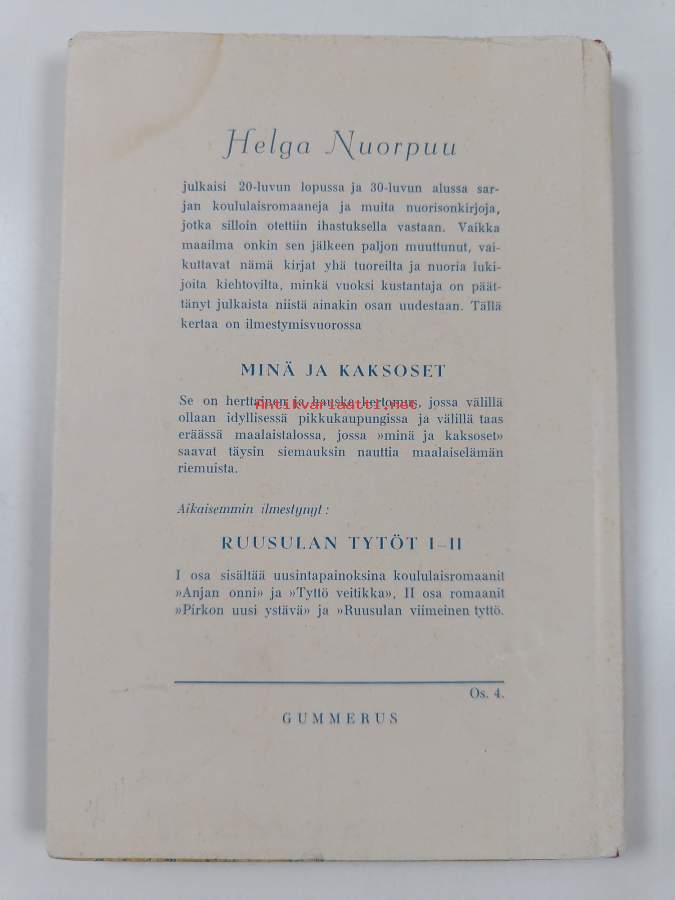 Helga Nuorpuu
julkaisi 20-luvun lopussa ja 30-luvun alussa sar-
jan koululaisromaaneja ja muita nuorisonkirjoja,
jotka silloin otettiin ihastuksella vastaan. Vaikka
maailma onkin sen jälkeen paljon muuttunut, vai-
kuttavat nämä kirjat yhä tuoreilta ja nuoria luki-
joita kiehtovilta, minkä vuoksi kustantaja on päät-
tänyt julkaista niistä ainakin osan uudestaan. Tällä
kertaa on ilmestymisvuorossa
MINÄ JA KAKSOSET
Se on herttainen ja hauska kertomus, jossa välillä
Antikvariaatti.net
ollaan idyllisessä pikkukaupungissa ja välillä taas
eräässä maalaistalossa, jossa »minä ja kaksoset»
saavat täysin siemauksin nauttia maalaiselämän
riemuista.
Aikaisemmin ilmestynyt:
RUUSULAN TYTÖT I–II
I osa sisältää uusintapainoksina koululaisromaanit
»Anjan onni» ja »Tyttö veitikka», II osa romaanit
»Pirkon uusi ystävä» ja »Ruusulan viimeinen tyttö.
Os. 4.
GUMMERUS